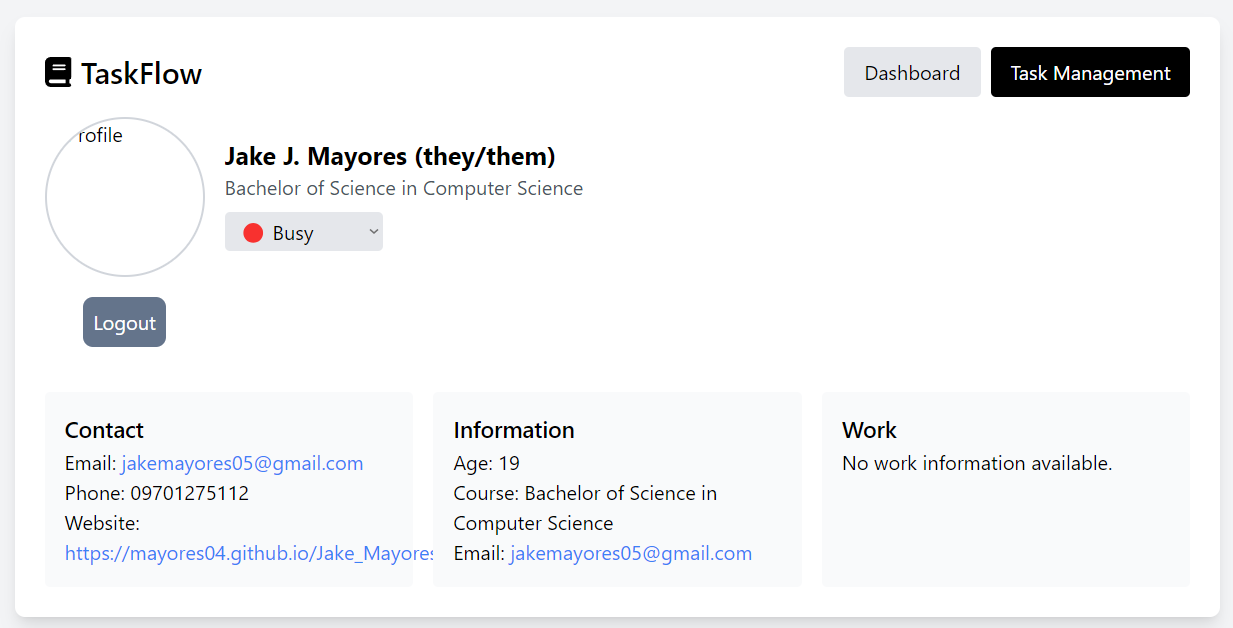 TaskFlow
Dashboard
Task Management
rofile
Jake J. Mayores (they/them)
Bachelor of Science in Computer Science
Busy
Logout
Contact
Email: jakemayores05@gmail.com
Phone: 09701275112
Website:
https://mayores04.github.io/Jake_Mayores
Information
Age: 19
Course: Bachelor of Science in
Computer Science
Email: jakemayores05@gmail.com
Work
No work information available.